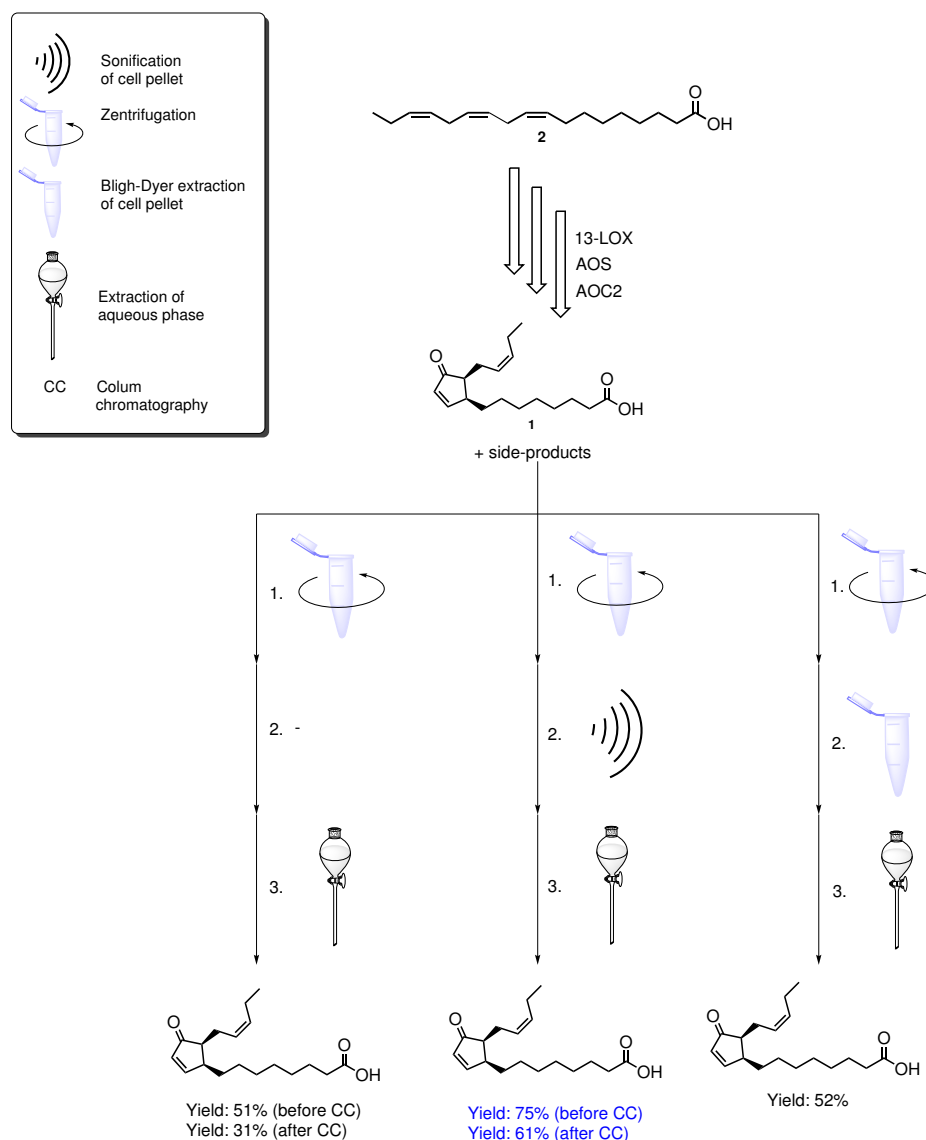 Sonification
of cell pellet
Zentrifugation
Bligh-Dyer extraction
of cell pellet
Extraction of
aqueous phase
CC Colum
chromatography
O
OH
2
13-LOX
AOS
AOC2
O
O
OH
1
+ side-products
1.
1.
1.
2. -
2.
2.
3.
3.
3.
O
O
OH
Yield: 51% (before CC)
Yield: 31% (after CC)
O
O
OH
Yield: 75% (before CC)
Yield: 61% (after CC)
O
O
OH
Yield: 52%